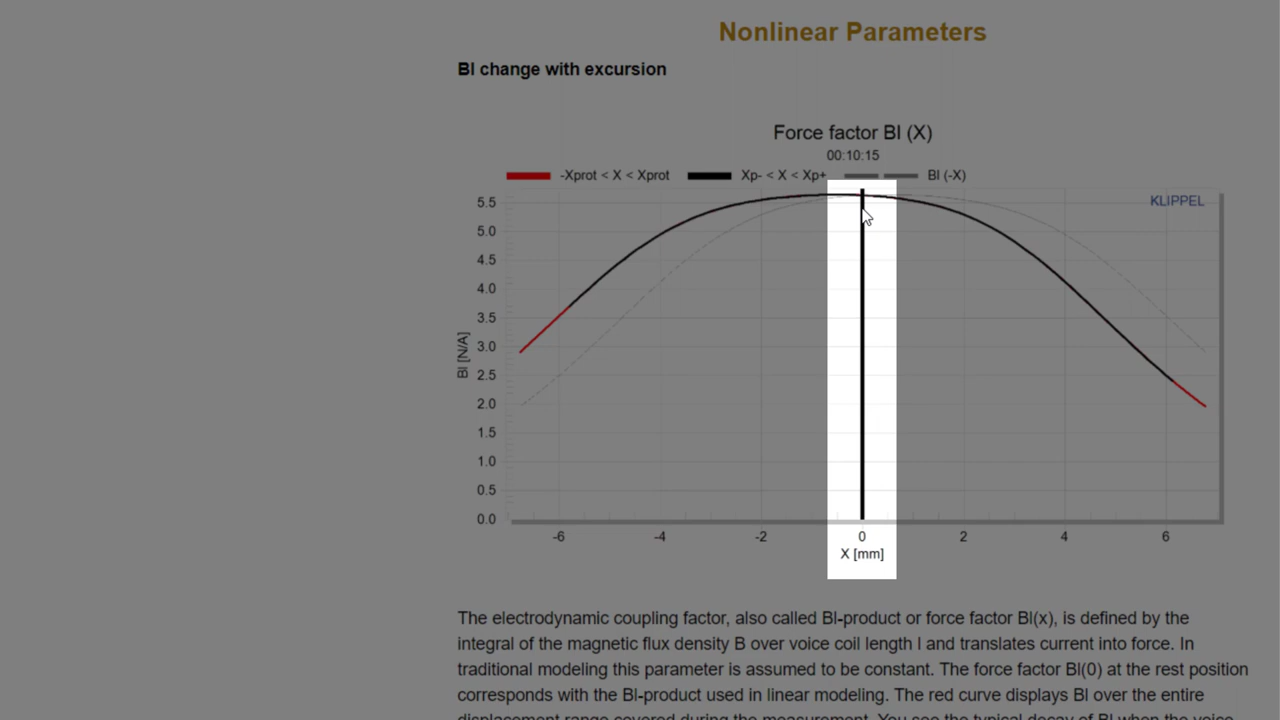 Nonlinear Parameters
Bl change with excursion
Force factor Bl (X)
00:10:15
-Xprot < X < Xprot Xp- < X < Xp+ Bl (-X)
KLIPPEL
5.5
5.0
4.5
4.0
3.5
3.0
2.5
2.0
1.5
1.0
0.5
0.0
Bl [N/A]
-6 -4 -2 0 2 4 6
X [mm]
The electrodynamic coupling factor, also called Bl-product or force factor Bl(x), is defined by the
integral of the magnetic flux density B over voice coil length l and translates current into force. In
traditional modeling this parameter is assumed to be constant. The force factor Bl(0) at the rest position
corresponds with the Bl-product used in linear modeling. The red curve displays Bl over the entire
displacement range covered during the measurement. You see the typical decay of Bl when the voice